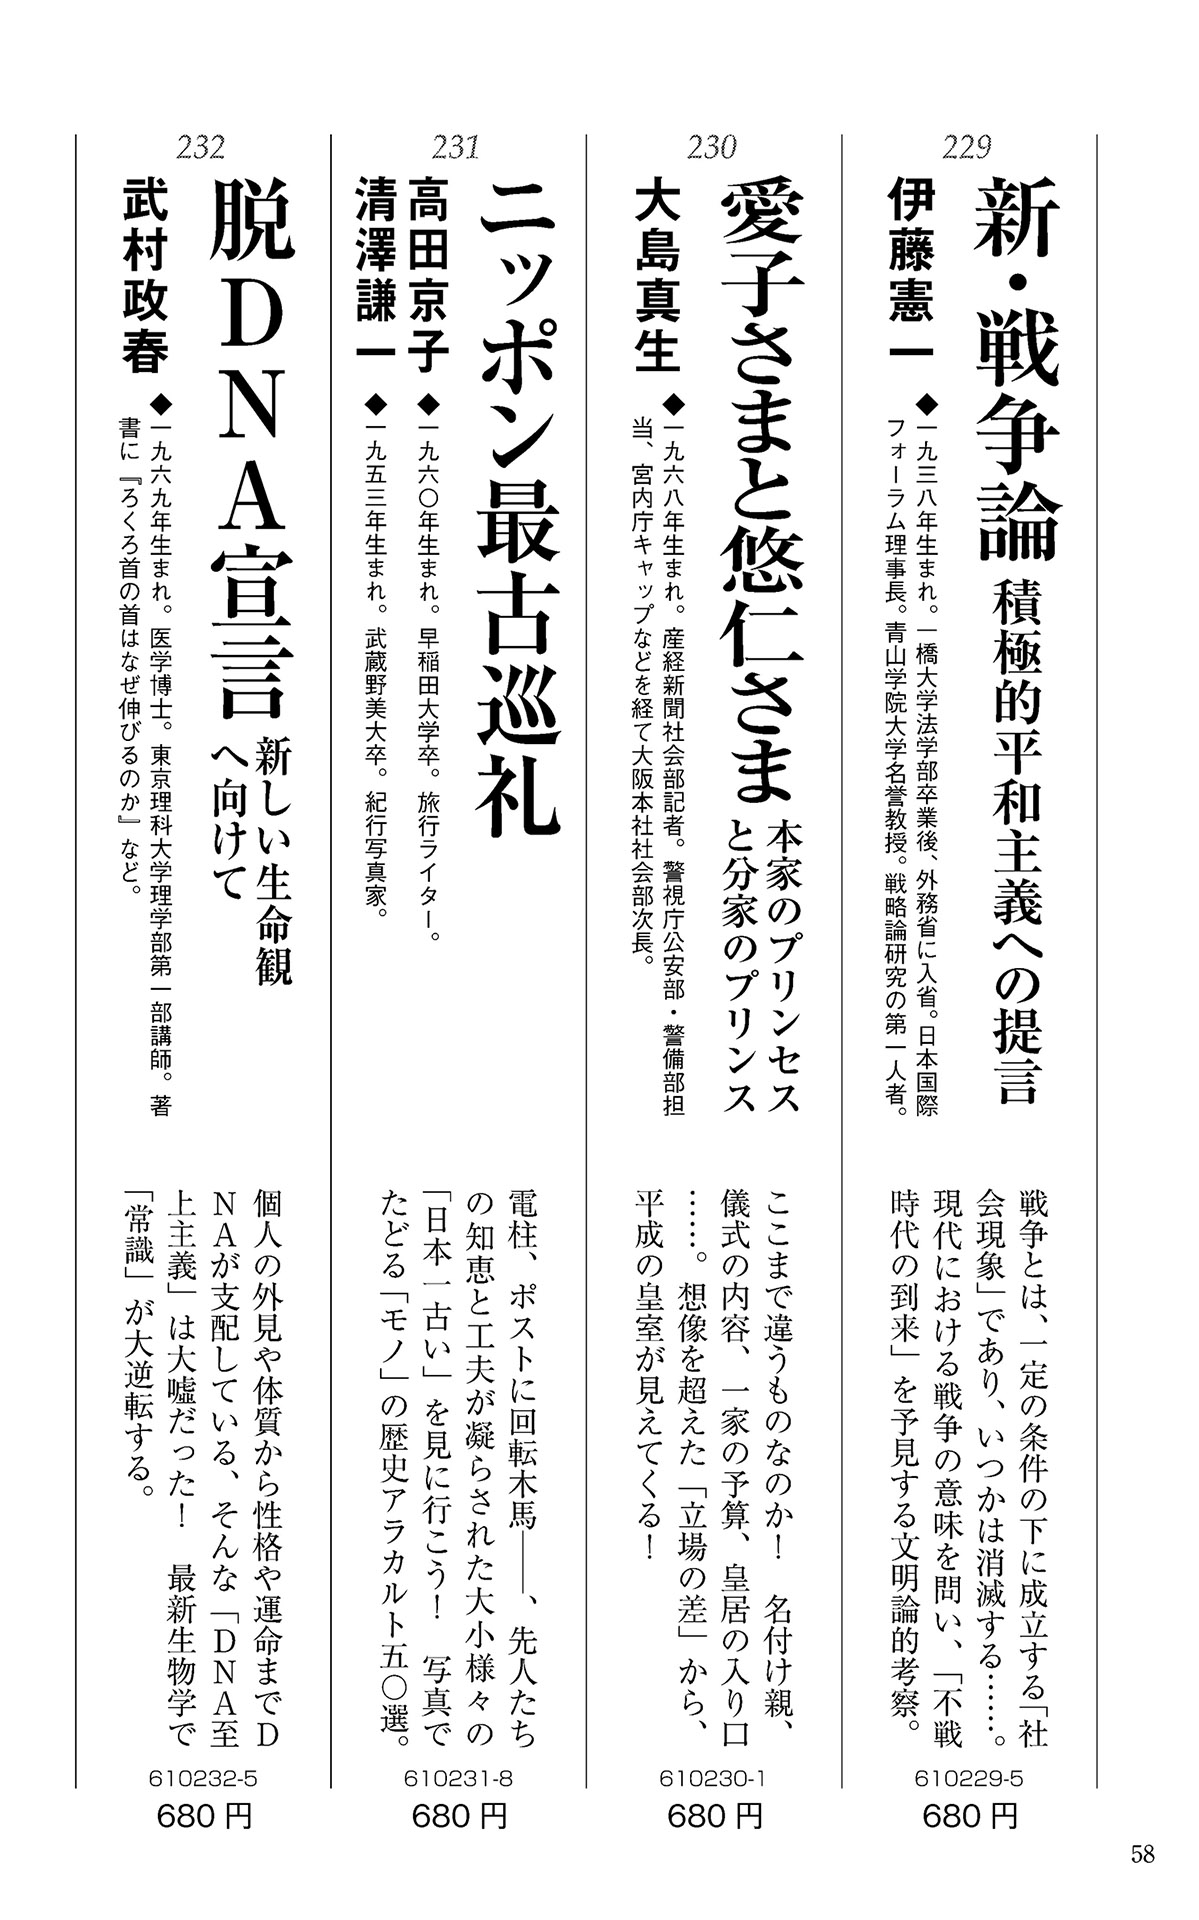 229
新・戦争論 積極的平和主義への提言
伊藤憲一
◆一九三八年生まれ。一橋大学法学部卒業後、外務省に入省。日本国際
フォーラム理事長。青山学院大学名誉教授。戦略論研究の第一人者。
戦争とは、一定の条件の下に成立する「社
会現象」であり、いつかは消滅する……。
現代における戦争の意味を問い、「不戦
時代の到来」を予見する文明論的考察。
610229-5
680円
230
愛子さまと悠仁さま
本家のプリンセス
と分家のプリンス
大島真生
◆一九六八年生まれ。産経新聞社会部記者。警視庁公安部・警備部担
当、宮内庁キャップなどを経て大阪本社社会部次長。
ここまで違うものなのか！　名付け親、
儀式の内容、一家の予算、皇居の入り口
……。想像を超えた「立場の差」から、
平成の皇室が見えてくる！
610230-1
680円
231
ニッポン最古巡礼
高田京子
◆一九六〇年生まれ。早稲田大学卒。旅行ライター。
清澤謙一
◆一九五三年生まれ。武蔵野美大卒。紀行写真家。
電柱、ポストに回転木馬――、先人たち
の知恵と工夫が凝らされた大小様々の
「日本一古い」を見に行こう！　写真で
たどる「モノ」の歴史アラカルト五〇選。
610231-8
680円
232
脱DNA宣言
新しい生命観
へ向けて
武村政春
◆一九六九年生まれ。医学博士。東京理科大学理学部第一部講師。著
書に『ろくろ首の首はなぜ伸びるのか』など。
個人の外見や体質から性格や運命までD
NAが支配している、そんな「DNA至
上主義」は大嘘だった！　最新生物学で
「常識」が大逆転する。
610232-5
680円
58